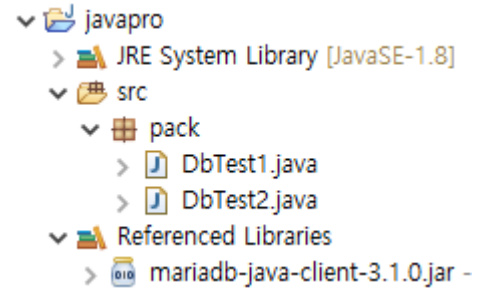 javapro
JRE System Library [JavaSE-1.8]
src
pack
DbTest1.java
DbTest2.java
Referenced Libraries
mariadb-java-client-3.1.0.jar -